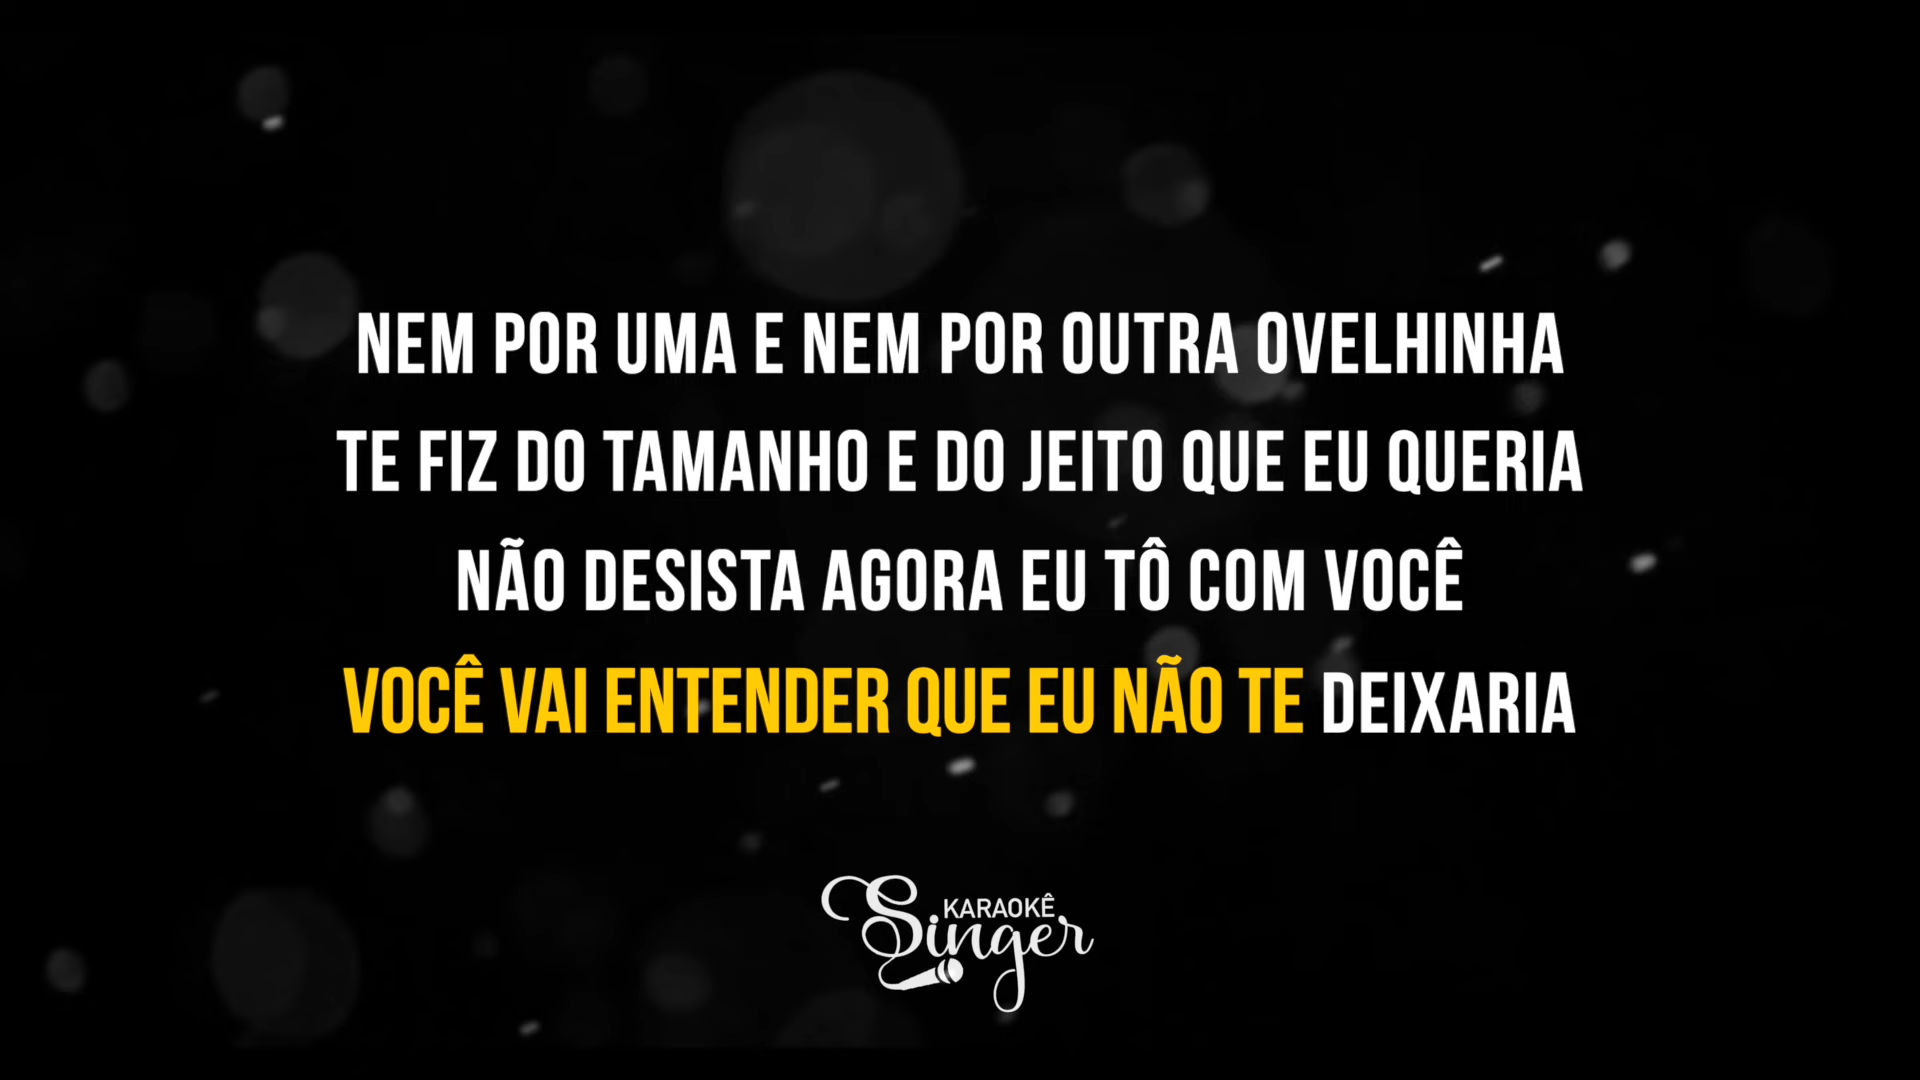 NEM POR UMA E NEM POR OUTRA OVELHINHA
TE FIZ DO TAMANHO E DO JEITO QUE EU QUERIA
NÃO DESISTA AGORA EU TÔ COM VOCÊ
VOCÊ VAI ENTENDER QUE EU NÃO TE DEIXARIA
KARAOKÊ
Singer